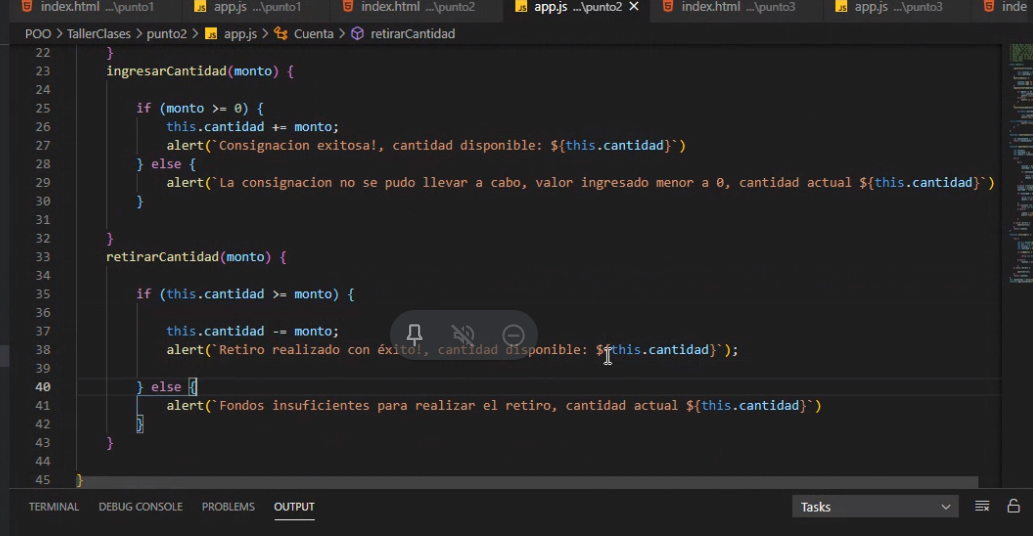 index.html ...\punto1 app.js ...\punto1 index.html ...\punto2 app.js ...\punto2 index.html ...\punto3 app.js ...\punto3 inde
POO > TallerClases > punto2 > app.js > Cuenta > retirarCantidad
22 }
23 ingresarCantidad(monto) {
24
25 if (monto >= 0) {
26 this.cantidad += monto;
27 alert(`Consignacion exitosa!, cantidad disponible: ${this.cantidad}`)
28 } else {
29 alert(`La consignacion no se pudo llevar a cabo, valor ingresado menor a 0, cantidad actual ${this.cantidad}`)
30 }
31
32 }
33 retirarCantidad(monto) {
34
35 if (this.cantidad >= monto) {
36
37 this.cantidad -= monto;
38 alert(`Retiro realizado con éxito!, cantidad disponible: ${this.cantidad}`);
39
40 } else {
41 alert(`Fondos insuficientes para realizar el retiro, cantidad actual ${this.cantidad}`)
42 }
43 }
44
45 }
TERMINAL DEBUG CONSOLE PROBLEMS OUTPUT Tasks